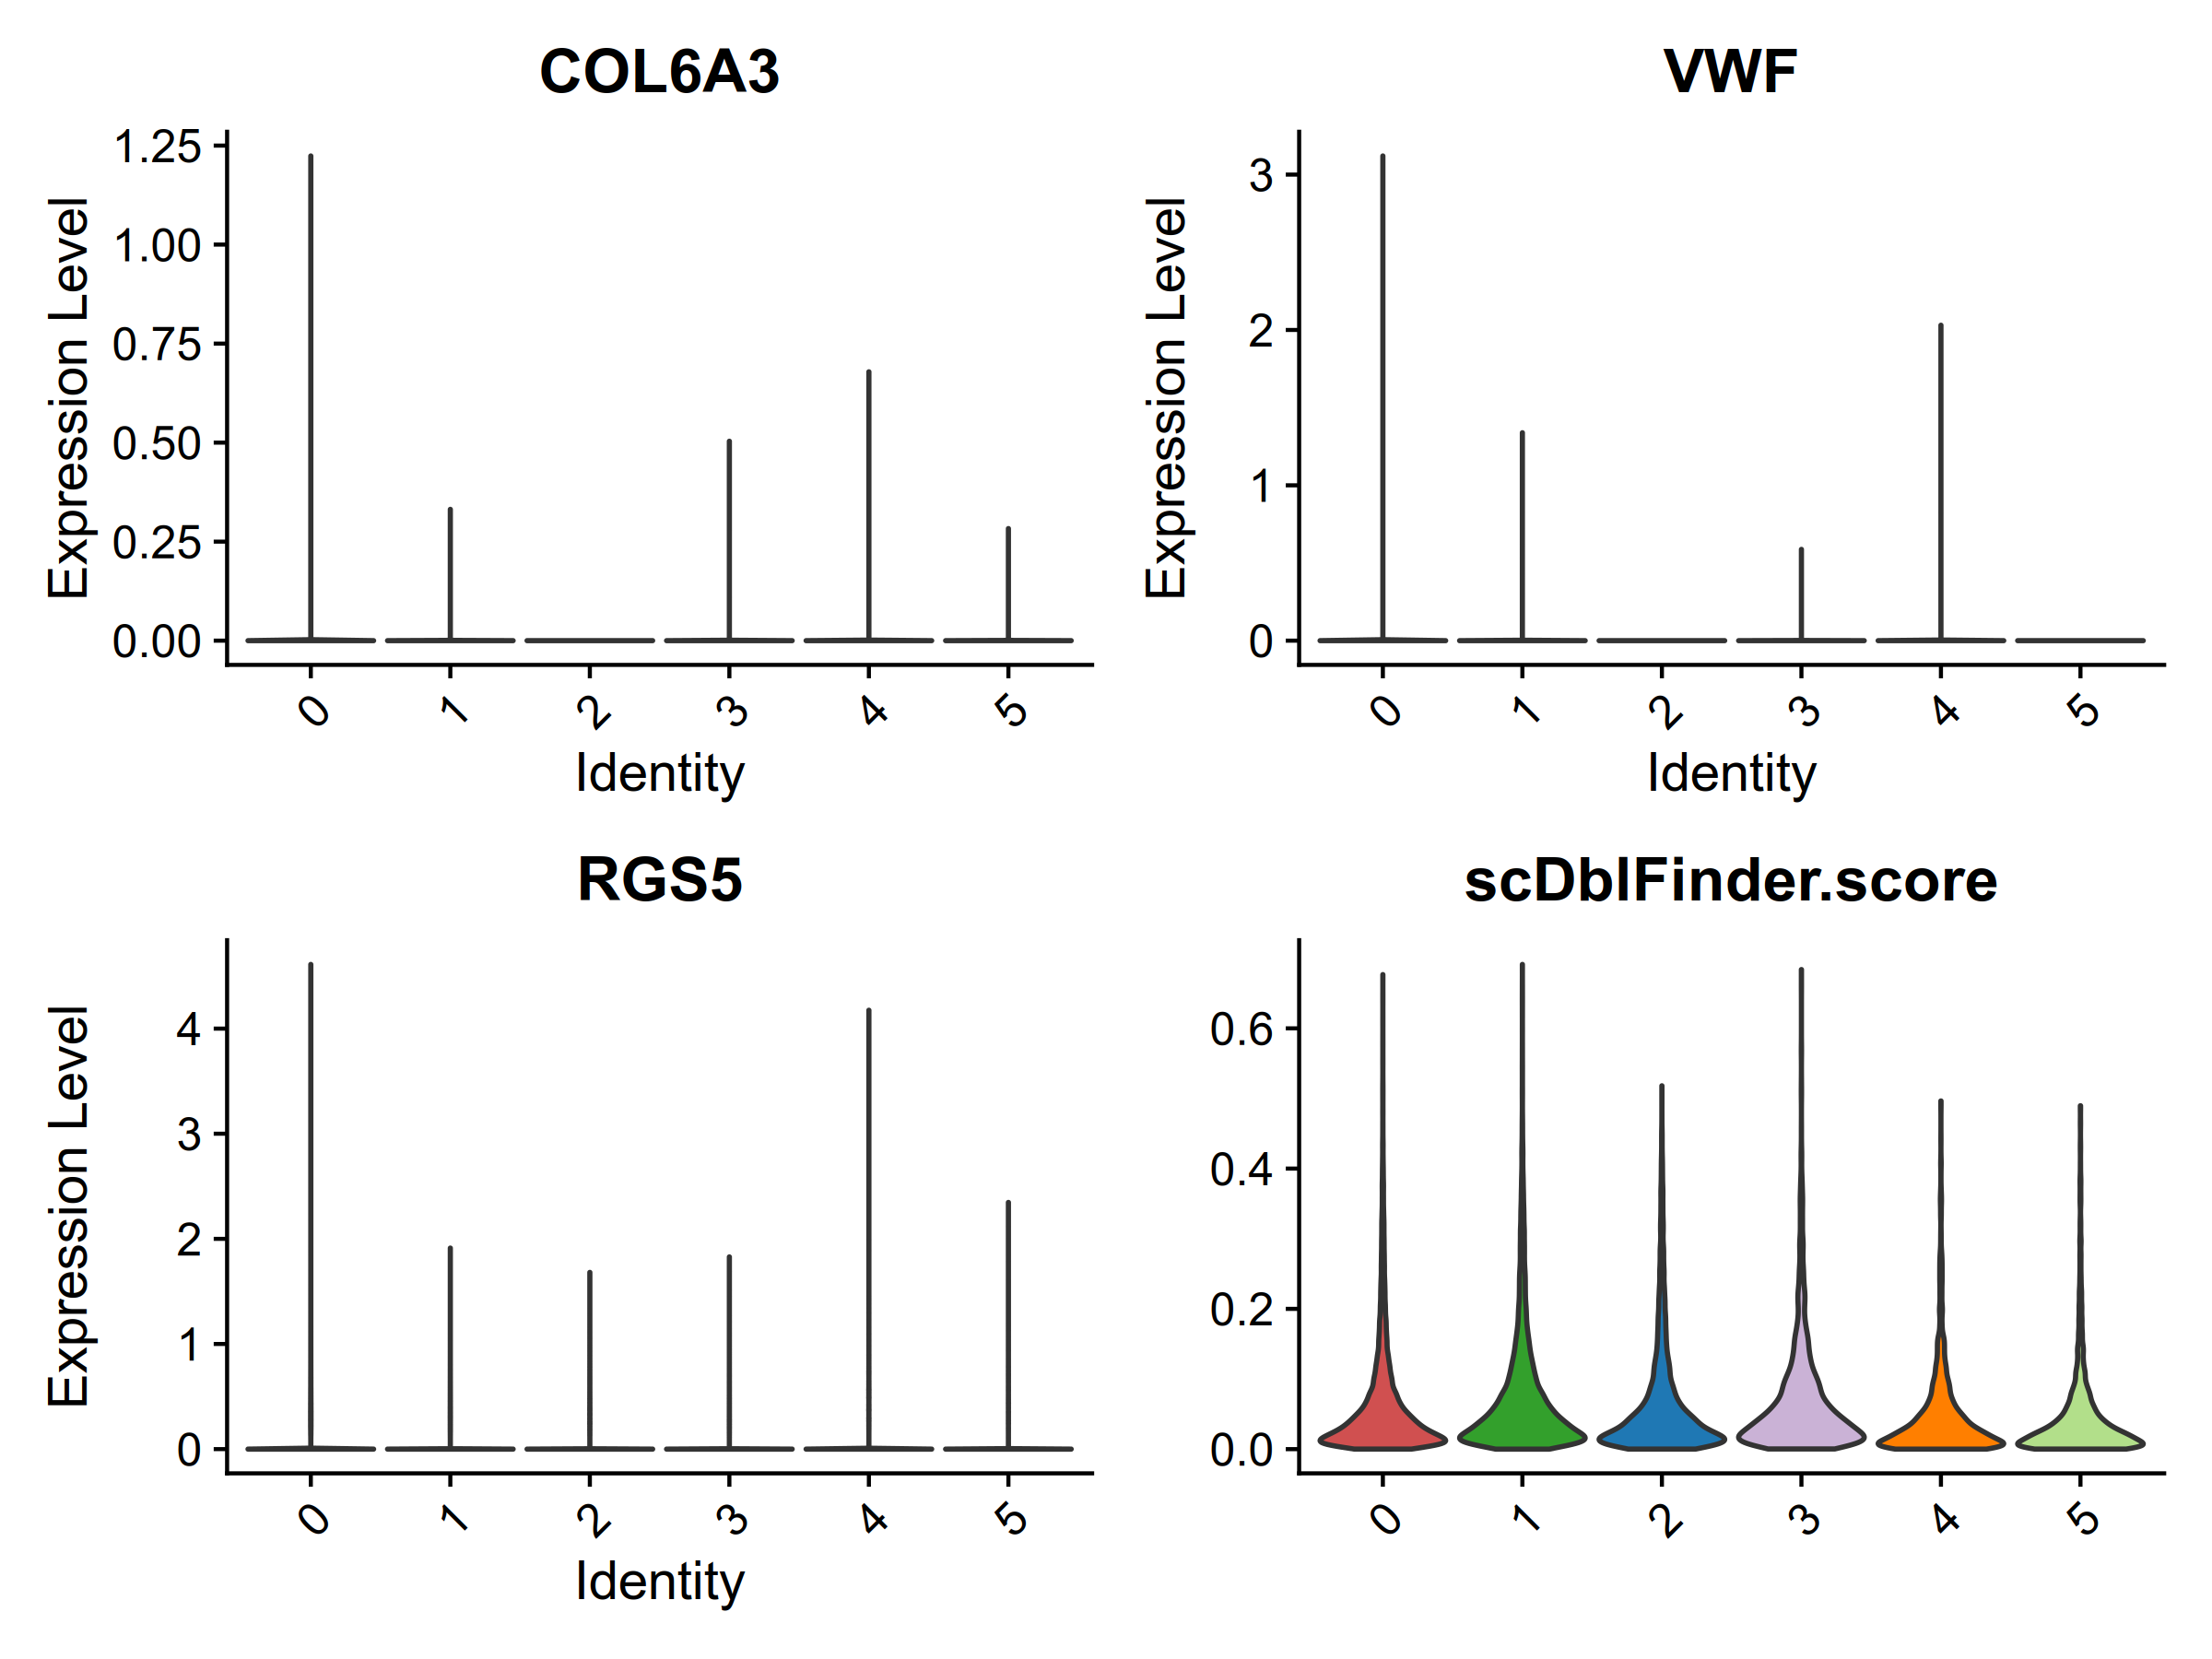 COL6A3
Expression Level
1.25
1.00
0.75
0.50
0.25
0.00
0 1 2 3 4 5
Identity
VWF
Expression Level
3
2
1
0
0 1 2 3 4 5
Identity
RGS5
Expression Level
4
3
2
1
0
0 1 2 3 4 5
Identity
scDblFinder.score
0.6
0.4
0.2
0.0
0 1 2 3 4 5